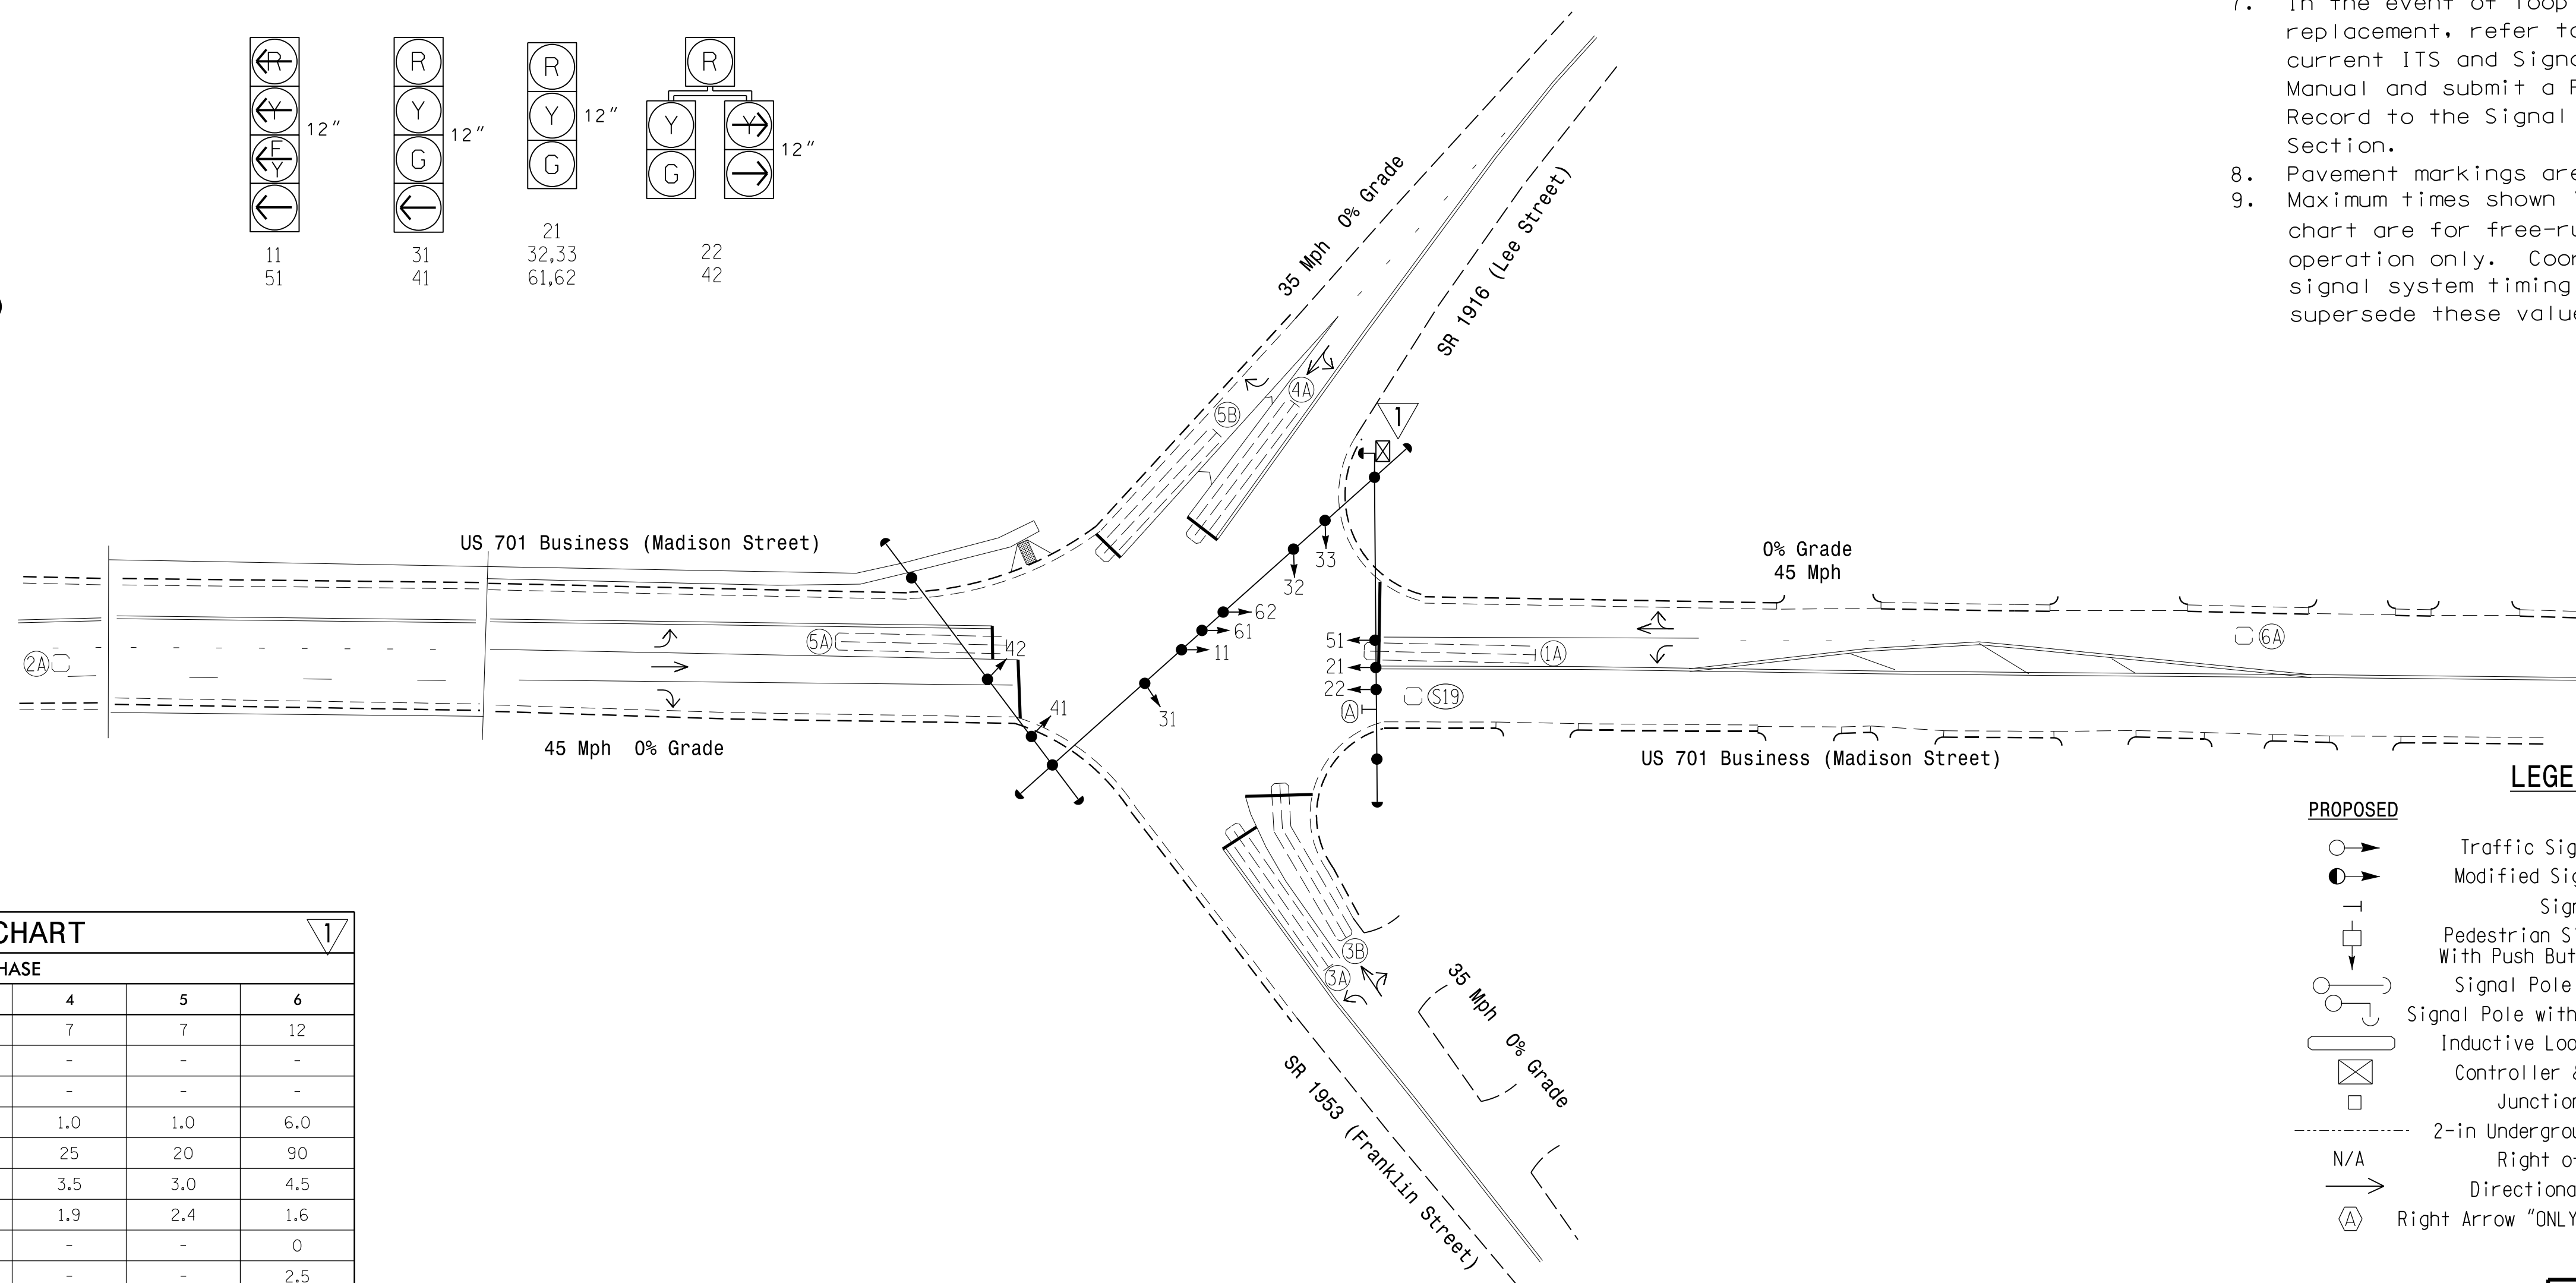 R
Y
F
Y
12"
11
51
R
Y
G
12"
31
41
R
Y
G
12"
21
32,33
61,62
R
Y
Y
G
12"
22
42
7. In the event of loop
replacement, refer to
current ITS and Signa
Manual and submit a
Record to the Signal
Section.
8. Pavement markings are
9. Maximum times shown
chart are for free-ru
operation only. Coor
signal system timing
supersede these value
35 Mph 0% Grade
SR 1916 (Lee Street)
4A
5B
1
US 701 Business (Madison Street)
33
32
62
61
11
31
0% Grade
45 Mph
2A
5A
42
41
51
21
22
A
1A
S19
6A
45 Mph 0% Grade
US 701 Business (Madison Street)
3B
3A
35 Mph 0% Grade
SR 1953 (Franklin Street)
CHART
1
HASE
4 5 6
7 7 12
- - -
- - -
1.0 1.0 6.0
25 20 90
3.5 3.0 4.5
1.9 2.4 1.6
- - 0
- - 2.5
LEGE
PROPOSED
Traffic Sig
Modified Sig
Sign
Pedestrian Si
With Push But
Signal Pole
Signal Pole with
Inductive Loo
Controller &
Junction
2-in Undergrou
N/A Right o
Directiona
A Right Arrow "ONLY